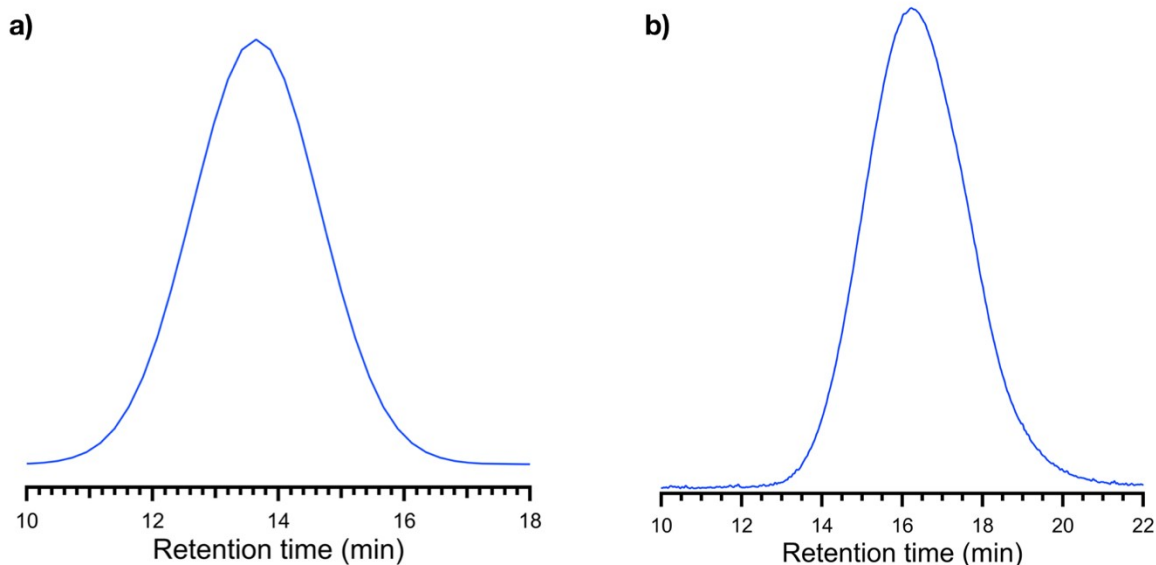 a)
10 12 14 16 18
Retention time (min)
b)
10 12 14 16 18 20 22
Retention time (min)